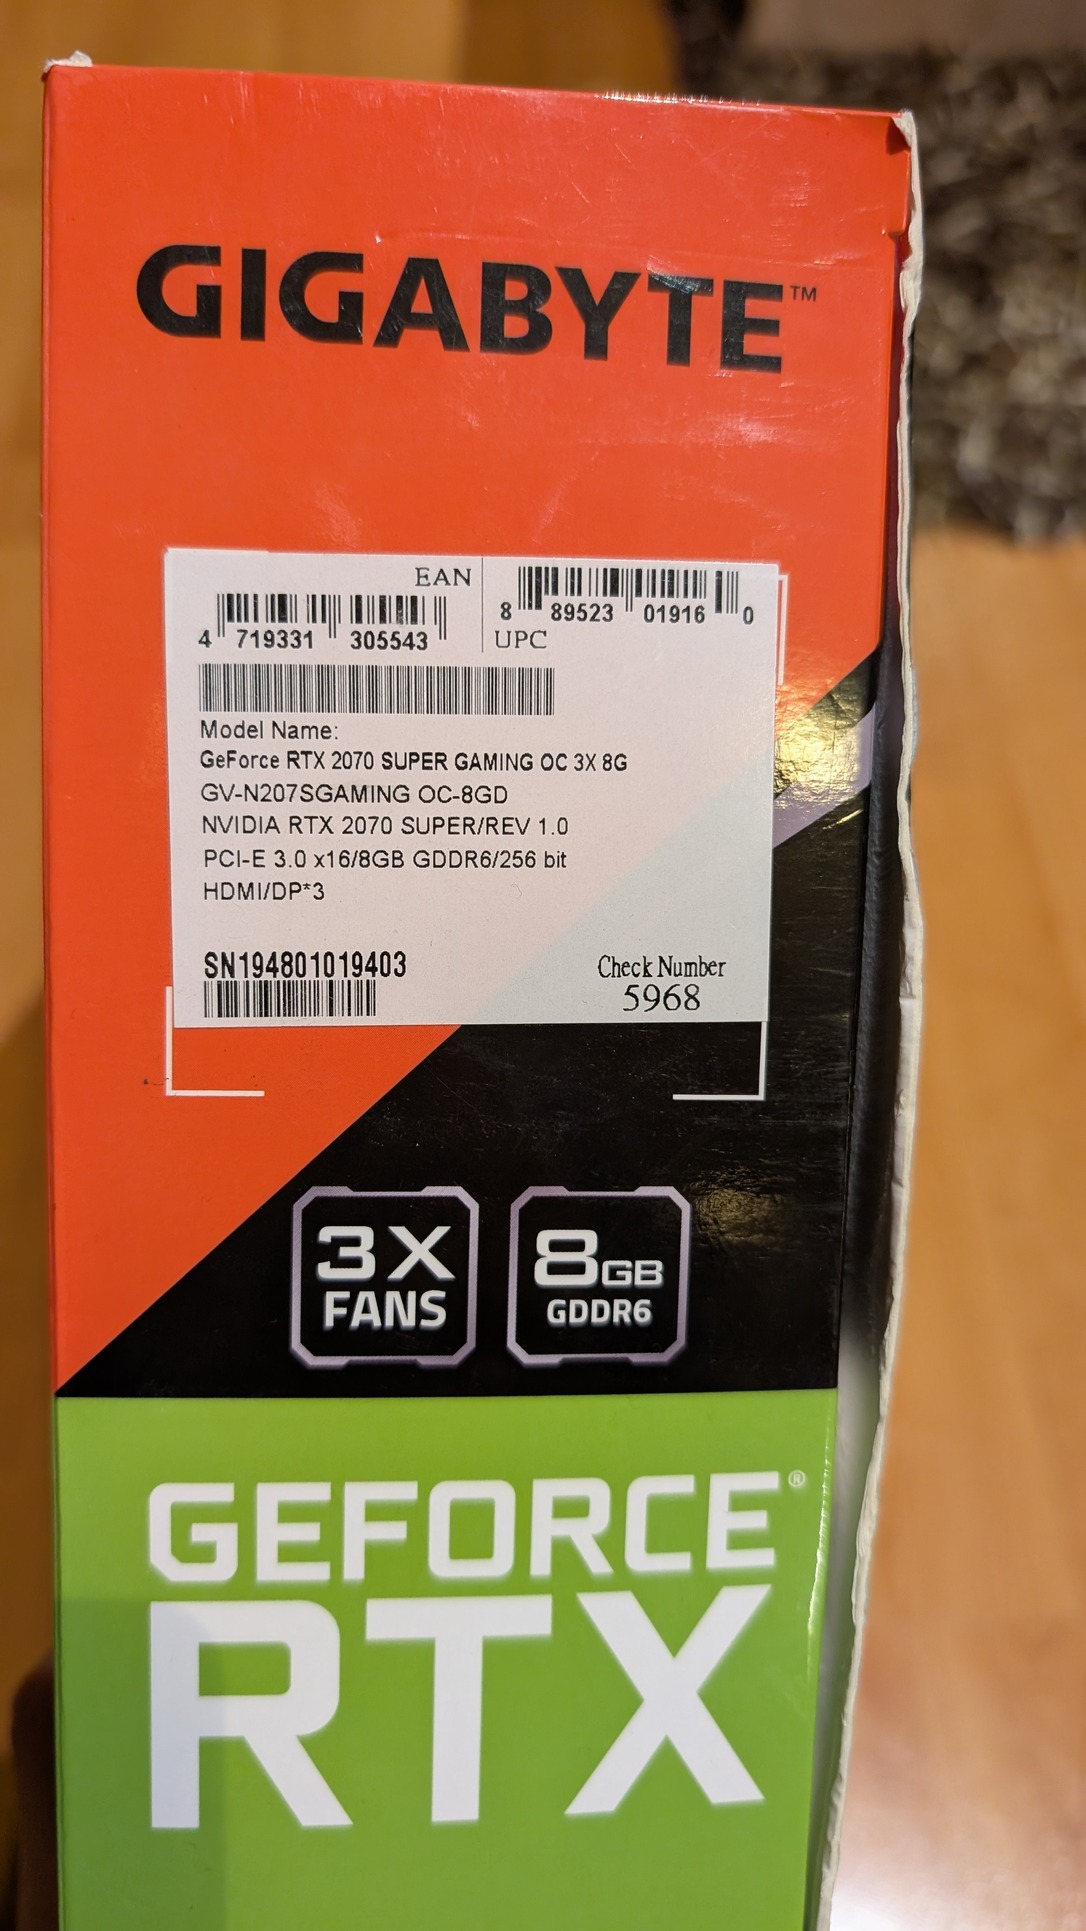 GIGABYTE™
EAN
4 719331 305543
8 89523 01916 0
UPC
Model Name:
GeForce RTX 2070 SUPER GAMING OC 3X 8G
GV-N207SGAMING OC-8GD
NVIDIA RTX 2070 SUPER/REV 1.0
PCI-E 3.0 x16/8GB GDDR6/256 bit
HDMI/DP*3
SN194801019403
Check Number
5968
3X
FANS
8GB
GDDR6
GEFORCE®
RTX